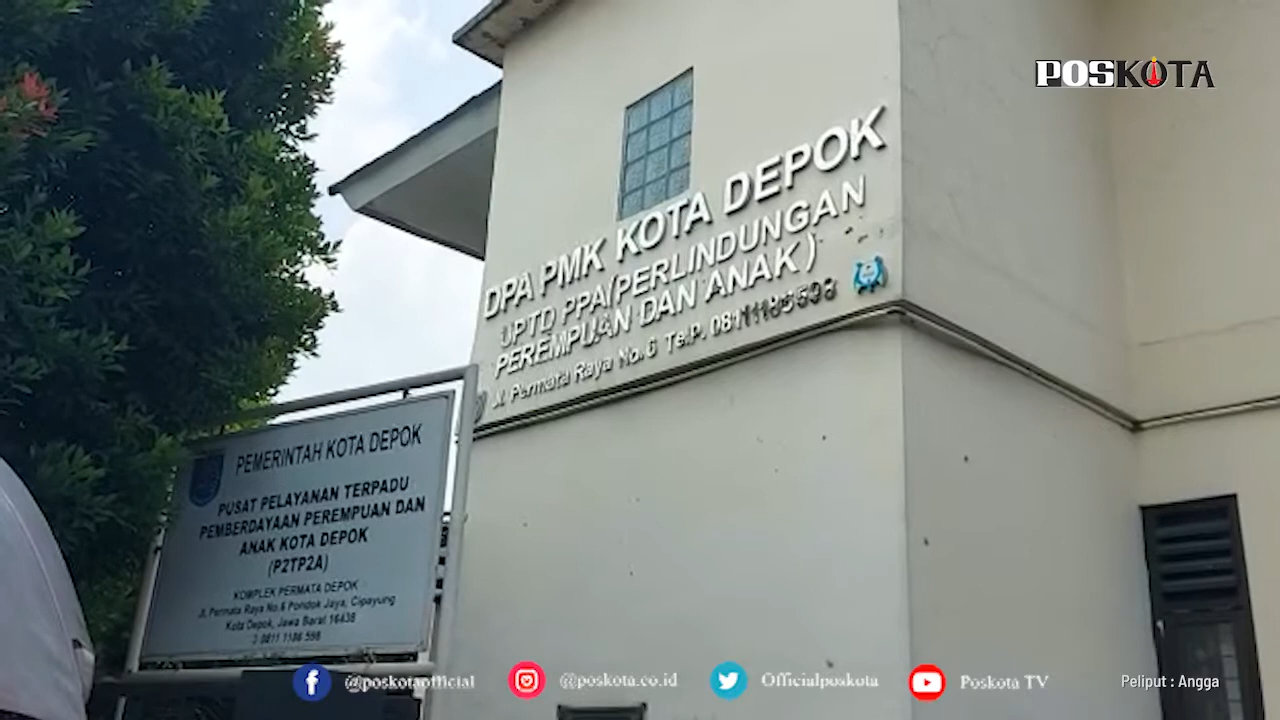 POSKOTA
DPA PMK KOTA DEPOK
UPTD PPA(PERLINDUNGAN
PEREMPUAN DAN ANAK)
Jl. Permata Raya No.6 Telp. 08111185598
PEMERINTAH KOTA DEPOK
PUSAT PELAYANAN TERPADU
PEMBERDAYAAN PEREMPUAN DAN
ANAK KOTA DEPOK
(P2TP2A)
KOMPLEK PERMATA DEPOK
Jl. Permata Raya No.6 Pondok Jaya, Cipayung
Kota Depok, Jawa Barat 16438
0811 1186 598
@poskotaofficial
@poskota.co.id
Officialposkota
Poskota TV
Peliput : Angga